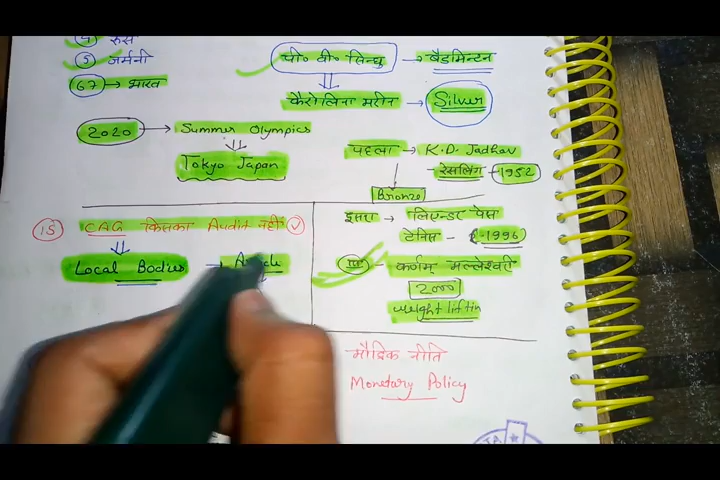 ④ रूस
⑤ जर्मनी
67 → भारत
पी॰ वी॰ सिन्धु → बैडमिन्टन
कैरोलिना मरीन → Silver
2020 → Summer Olympics
Tokyo Japan
पहला → K.D. Jadhav
रेसलिंग - 1952
Bronze
15 CAG किसका Audit नहीं
Local Bodies
दूसरा → लिएन्डर पेस
टेनिस - 1996
III - कर्णम मल्लेश्वरी
2000
weight liftin
मौद्रिक नीति
Monetary Policy